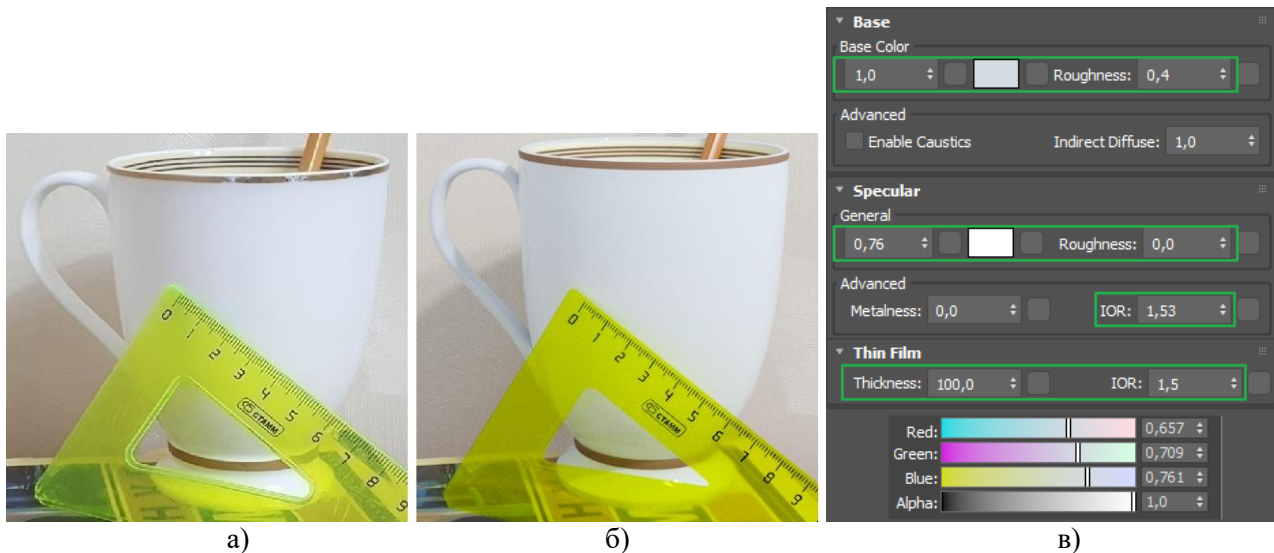 0 1 2 3 4 5 6 7 8 9
СТАММ
0 1 2 3 4 5 6 7 8 9
СТАММ
Base
Base Color
1,0 Roughness: 0,4
Advanced
Enable Caustics Indirect Diffuse: 1,0
Specular
General
0,76 Roughness: 0,0
Advanced
Metalness: 0,0 IOR: 1,53
Thin Film
Thickness: 100,0 IOR: 1,5
Red: 0,657
Green: 0,709
Blue: 0,761
Alpha: 1,0
а) б) в)